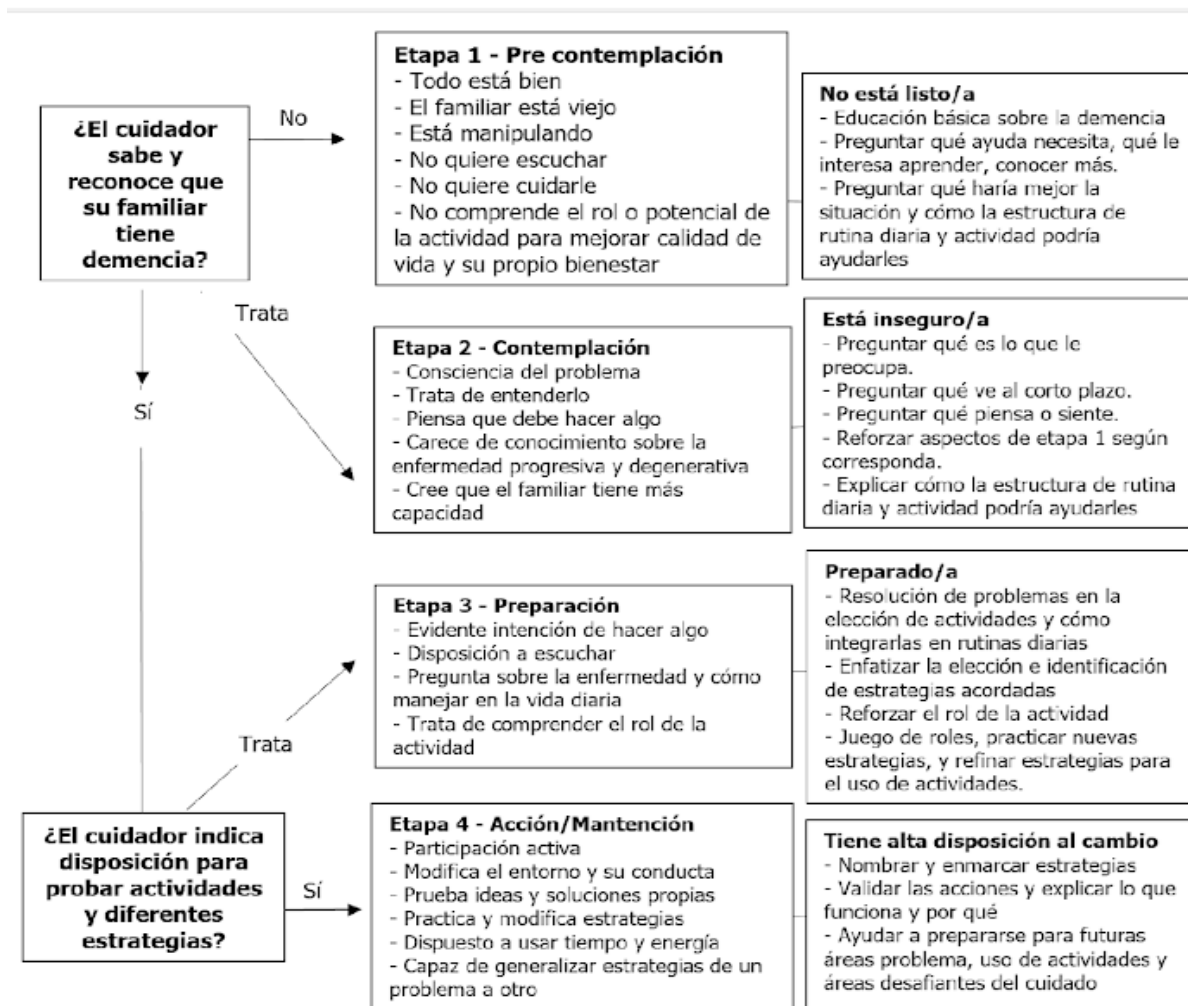 ¿El cuidador
sabe y
reconoce que
su familiar
tiene
demencia?
No
Etapa 1 - Pre contemplación
- Todo está bien
- El familiar está viejo
- Está manipulando
- No quiere escuchar
- No quiere cuidarle
- No comprende el rol o potencial de
la actividad para mejorar calidad de
vida y su propio bienestar
No está listo/a
- Educación básica sobre la demencia
- Preguntar qué ayuda necesita, qué le
interesa aprender, conocer más.
- Preguntar qué haría mejor la
situación y cómo la estructura de
rutina diaria y actividad podría
ayudarles
Trata
Sí
Etapa 2 - Contemplación
- Consciencia del problema
- Trata de entenderlo
- Piensa que debe hacer algo
- Carece de conocimiento sobre la
enfermedad progresiva y degenerativa
- Cree que el familiar tiene más
capacidad
Está inseguro/a
- Preguntar qué es lo que le
preocupa.
- Preguntar qué ve al corto plazo.
- Preguntar qué piensa o siente.
- Reforzar aspectos de etapa 1 según
corresponda.
- Explicar cómo la estructura de rutina
diaria y actividad podría ayudarles
Etapa 3 - Preparación
- Evidente intención de hacer algo
- Disposición a escuchar
- Pregunta sobre la enfermedad y cómo
manejar en la vida diaria
- Trata de comprender el rol de la
actividad
Preparado/a
- Resolución de problemas en la
elección de actividades y cómo
integrarlas en rutinas diarias
- Enfatizar la elección e identificación
de estrategias acordadas
- Reforzar el rol de la actividad
- Juego de roles, practicar nuevas
estrategias, y refinar estrategias para
el uso de actividades.
Trata
¿El cuidador indica
disposición para
probar actividades
y diferentes
estrategias?
Sí
Etapa 4 - Acción/Mantención
- Participación activa
- Modifica el entorno y su conducta
- Prueba ideas y soluciones propias
- Practica y modifica estrategias
- Dispuesto a usar tiempo y energía
- Capaz de generalizar estrategias de un
problema a otro
Tiene alta disposición al cambio
- Nombrar y enmarcar estrategias
- Validar las acciones y explicar lo que
funciona y por qué
- Ayudar a prepararse para futuras
áreas problema, uso de actividades y
áreas desafiantes del cuidado